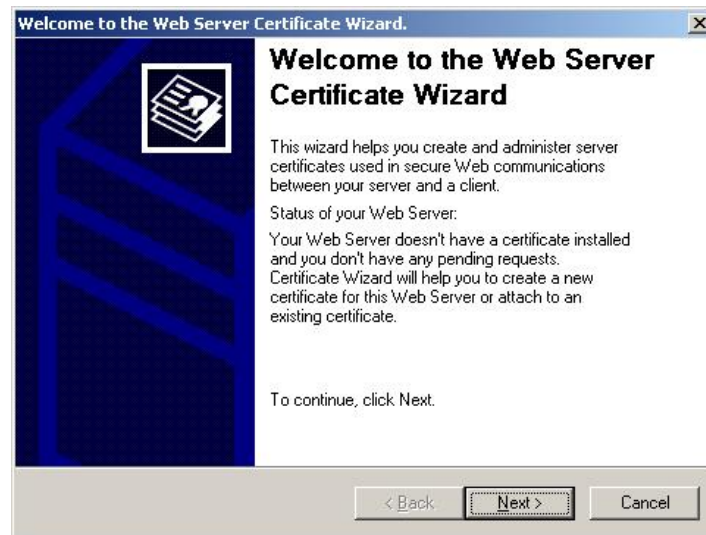 Welcome to the Web Server Certificate Wizard.
Welcome to the Web Server
Certificate Wizard
This wizard helps you create and administer server
certificates used in secure Web communications
between your server and a client.
Status of your Web Server:
Your Web Server doesn't have a certificate installed
and you don't have any pending requests.
Certificate Wizard will help you to create a new
certificate for this Web Server or attach to an
existing certificate.
To continue, click Next.
< Back Next > Cancel